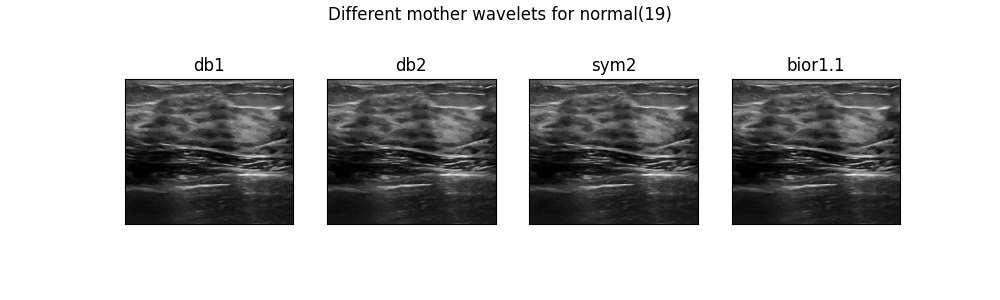 Different mother wavelets for normal(19)
db1
db2
sym2
bior1.1